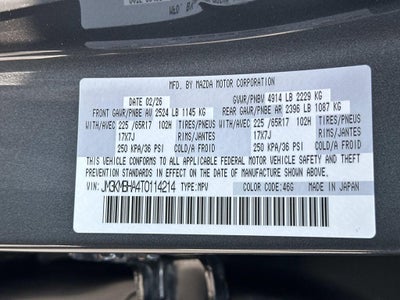 MFD. BY MAZDA MOTOR CORPORATION
DATE 02/26 GVWR/PNBV 4914 LB 2229 KG
FRONT GAWR/PNBE AV 2524 LB 1145 KG REAR GAWR/PNBE AR 2396 LB 1087 KG
WITH/AVEC 225 /65R17 102H TIRES/PNEUS WITH/AVEC 225 /65R17 102H TIRES/PNEUS
17X7J RIMS/JANTES 17X7J RIMS/JANTES
250 KPA/36 PSI COLD/A FROID 250 KPA/36 PSI COLD/A FROID
THIS VEHICLE CONFORMS TO ALL APPLICABLE FEDERAL MOTOR VEHICLE SAFETY AND
THEFT PREVENTION STANDARDS IN EFFECT ON THE DATE OF MANUFACTURE SHOWN ABOVE.
VIN: TYPE:MPV COLOR CODE:46G MADE IN JAPAN